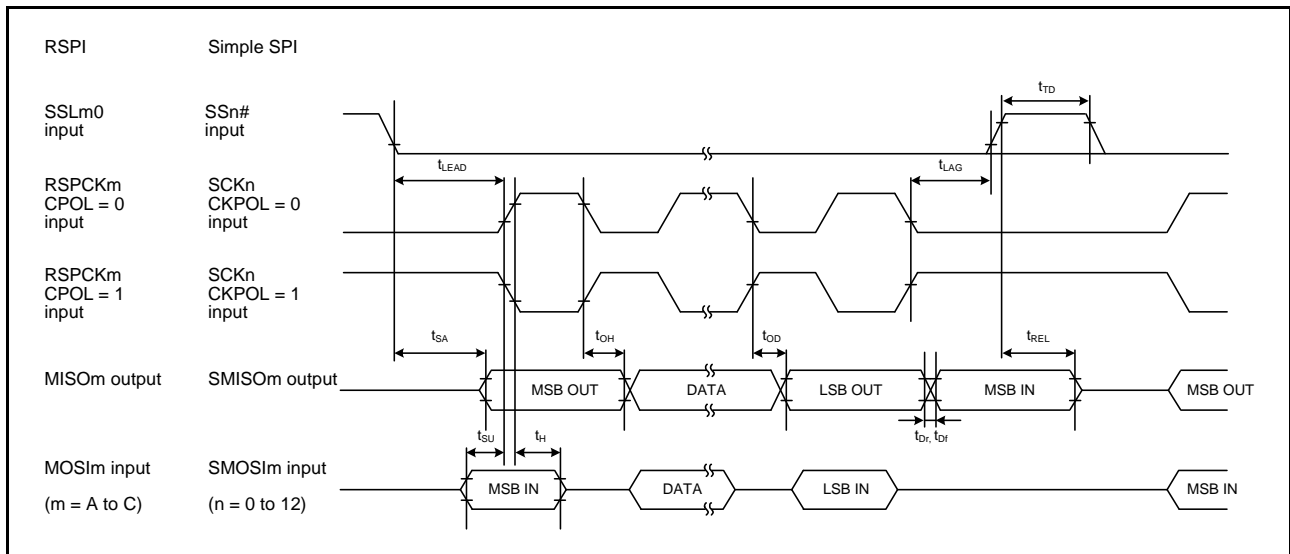 RSPI Simple SPI
tTD
SSLm0 SSn#
input input
tLEAD tLAG
RSPCKm SCKn
CPOL = 0 CKPOL = 0
input input
RSPCKm SCKn
CPOL = 1 CKPOL = 1
input input
tSA tOH tOD tREL
MISOm output SMISOm output MSB OUT DATA LSB OUT MSB IN MSB OUT
tSU tH tDr, tDf
MOSIm input SMOSIm input MSB IN DATA LSB IN MSB IN
(m = A to C) (n = 0 to 12)